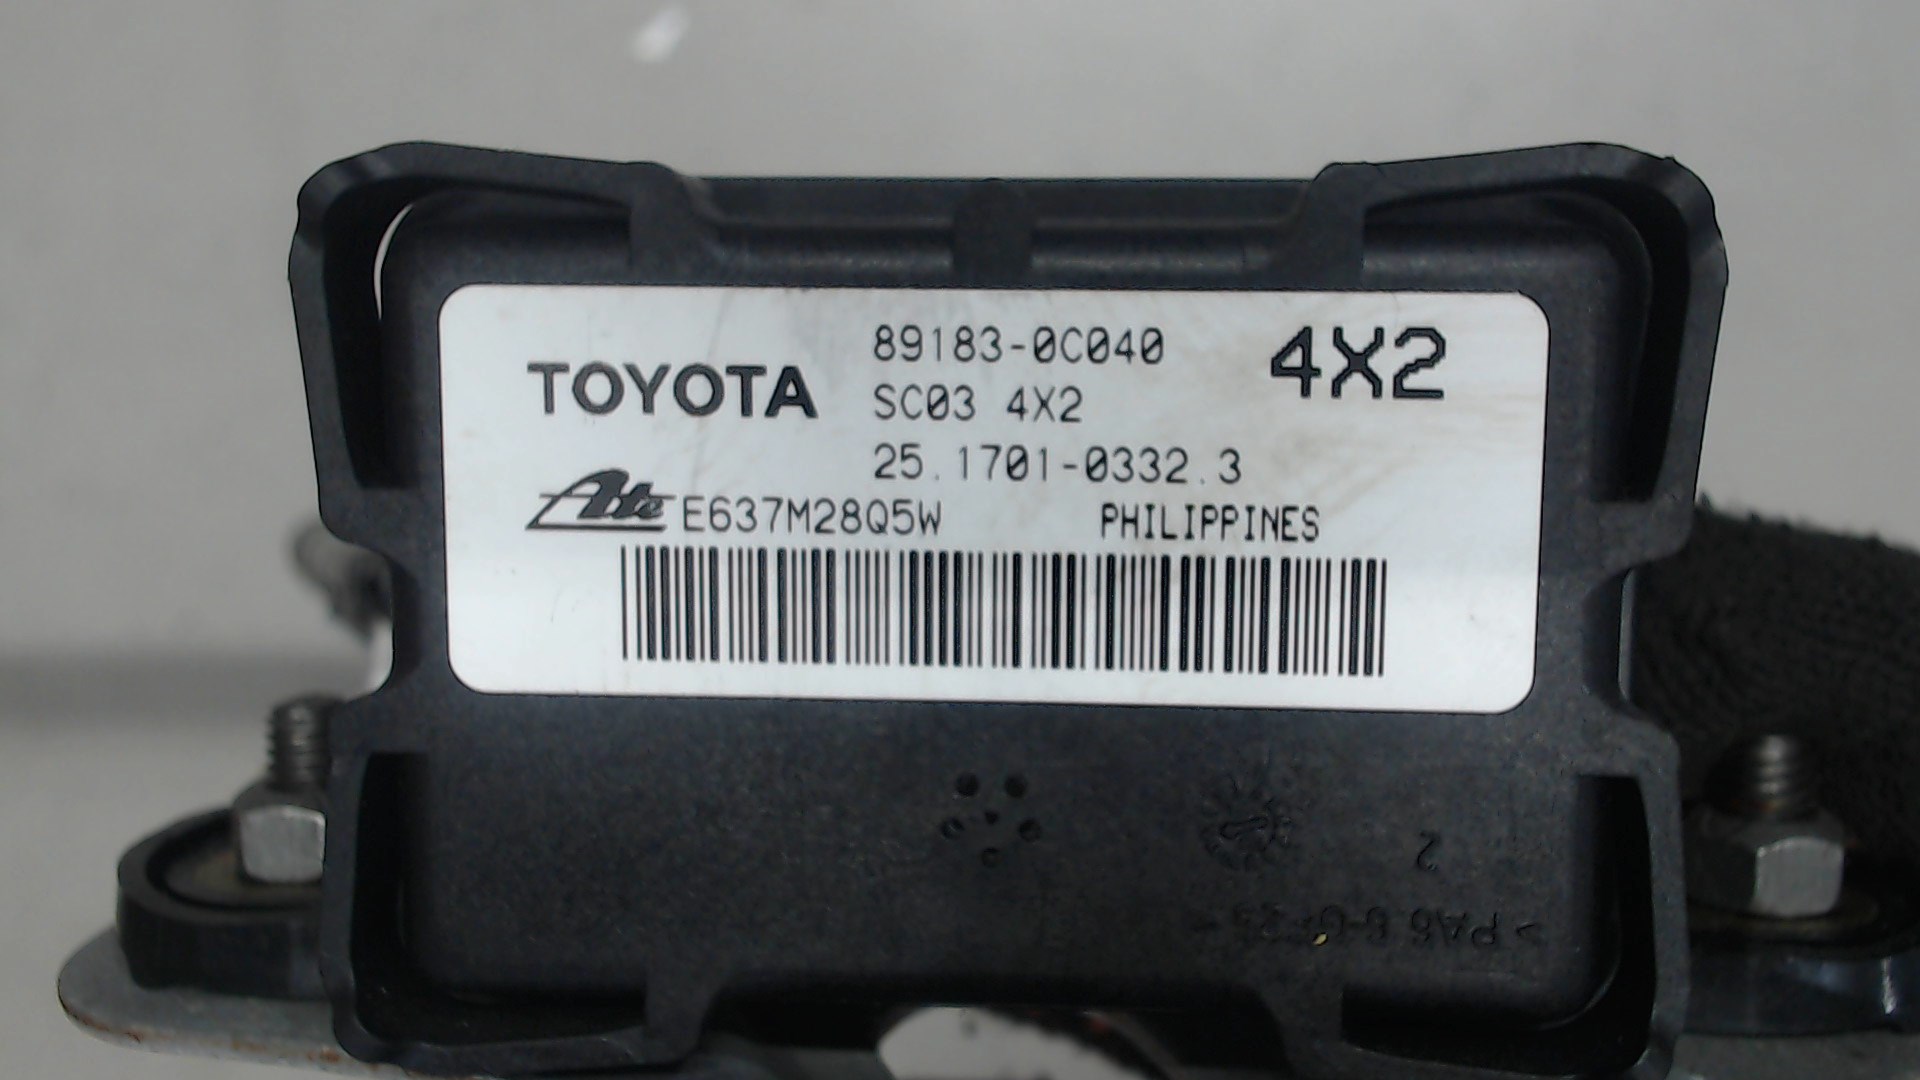 TOYOTA
89183-0C040
4X2
SC03 4X2
25.1701-0332.3
Ate E637M28Q5W PHILIPPINES
2